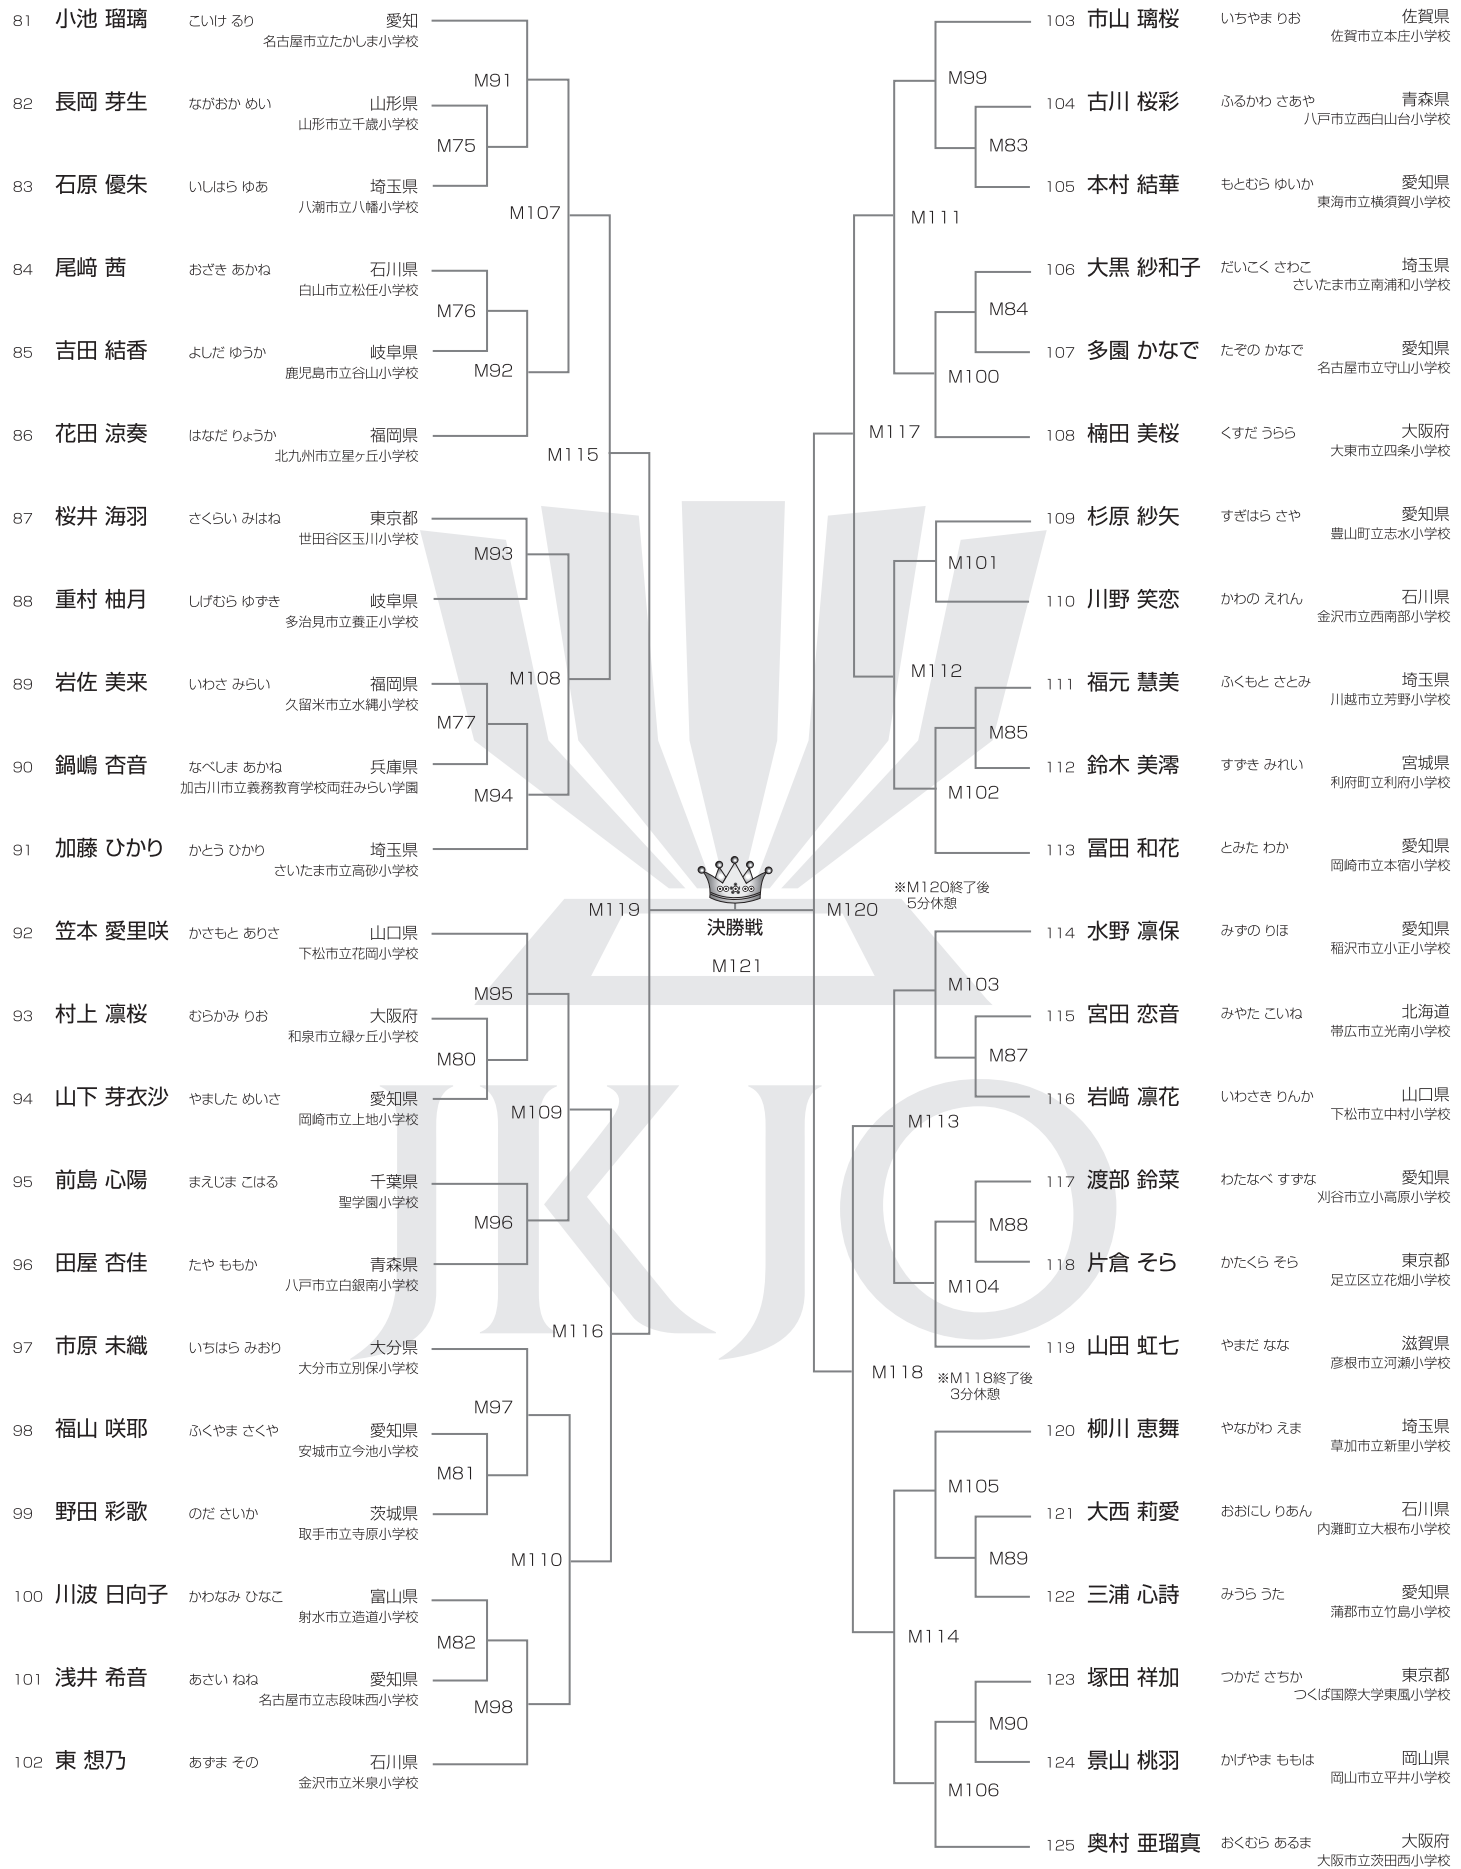 81 小池 瑠璃 こいけ るり 愛知
名古屋市立たかしま小学校
M91
82 長岡 芽生 ながおか めい 山形県
山形市立千歳小学校
M75
83 石原 優朱 いしはら ゆあ 埼玉県
八潮市立八幡小学校
M107
84 尾﨑 茜 おざき あかね 石川県
白山市立松任小学校
M76
85 吉田 結香 よしだ ゆうか 岐阜県
鹿児島市立谷山小学校
M92
86 花田 涼奏 はなだ りょうか 福岡県
北九州市立星ヶ丘小学校
M115
87 桜井 海羽 さくらい みはね 東京都
世田谷区玉川小学校
M93
88 重村 柚月 しげむら ゆずき 岐阜県
多治見市立養正小学校
M108
89 岩佐 美来 いわさ みらい 福岡県
久留米市立水縄小学校
M77
90 鍋嶋 杏音 なべしま あかね 兵庫県
加古川市立義務教育学校両荘みらい学園
M94
91 加藤 ひかり かとう ひかり 埼玉県
さいたま市立高砂小学校
M119
92 笠本 愛里咲 かさもと ありさ 山口県
下松市立花岡小学校
M95
93 村上 凛桜 むらかみ りお 大阪府
和泉市立緑ヶ丘小学校
M80
94 山下 芽衣沙 やました めいさ 愛知県
岡崎市立上地小学校
M109
95 前島 心陽 まえじま こはる 千葉県
聖学園小学校
M96
96 田屋 杏佳 たや ももか 青森県
八戸市立白銀南小学校
M116
97 市原 未織 いちはら みおり 大分県
大分市立別保小学校
M97
98 福山 咲耶 ふくやま さくや 愛知県
安城市立今池小学校
M81
99 野田 彩歌 のだ さいか 茨城県
取手市立寺原小学校
M110
100 川波 日向子 かわなみ ひなこ 富山県
射水市立造道小学校
M82
101 浅井 希音 あさい ねね 愛知県
名古屋市立志段味西小学校
M98
102 東 想乃 あずま その 石川県
金沢市立米泉小学校
決勝戦
M121
JKJO
103 市山 璃桜 いちやま りお 佐賀県
佐賀市立本庄小学校
M99
104 古川 桜彩 ふるかわ さあや 青森県
八戸市立西白山台小学校
M83
105 本村 結華 もとむら ゆいか 愛知県
東海市立横須賀小学校
M111
106 大黒 紗和子 だいこく さわこ 埼玉県
さいたま市立南浦和小学校
M84
107 多園 かなで たぞの かなで 愛知県
名古屋市立守山小学校
M100
108 楠田 美桜 くすだ うらら 大阪府
大東市立四条小学校
M117
109 杉原 紗矢 すぎはら さや 愛知県
豊山町立志水小学校
M101
110 川野 笑恋 かわの えれん 石川県
金沢市立西南部小学校
M112
111 福元 慧美 ふくもと さとみ 埼玉県
川越市立芳野小学校
M85
112 鈴木 美澪 すずき みれい 宮城県
利府町立利府小学校
M102
113 冨田 和花 とみた わか 愛知県
岡崎市立本宿小学校
※M120終了後
5分休憩
M120
114 水野 凛保 みずの りほ 愛知県
稲沢市立小正小学校
M103
115 宮田 恋音 みやた こいね 北海道
帯広市立光南小学校
M87
116 岩﨑 凛花 いわさき りんか 山口県
下松市立中村小学校
M113
117 渡部 鈴菜 わたなべ すずな 愛知県
刈谷市立小高原小学校
M88
118 片倉 そら かたくら そら 東京都
足立区立花畑小学校
M104
119 山田 虹七 やまだ なな 滋賀県
彦根市立河瀬小学校
M118
※M118終了後
3分休憩
120 柳川 恵舞 やながわ えま 埼玉県
草加市立新里小学校
M105
121 大西 莉愛 おおにし りあん 石川県
内灘町立大根布小学校
M89
122 三浦 心詩 みうら うた 愛知県
蒲郡市立竹島小学校
M114
123 塚田 祥加 つかだ さちか 東京都
つくば国際大学東風小学校
M90
124 景山 桃羽 かげやま ももは 岡山県
岡山市立平井小学校
M106
125 奥村 亜瑠真 おくむら あるま 大阪府
大阪市立茨田西小学校